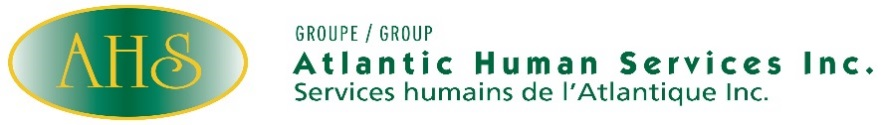 AHS
GROUPE / GROUP
Atlantic Human Services Inc.
Services humains de l'Atlantique Inc.